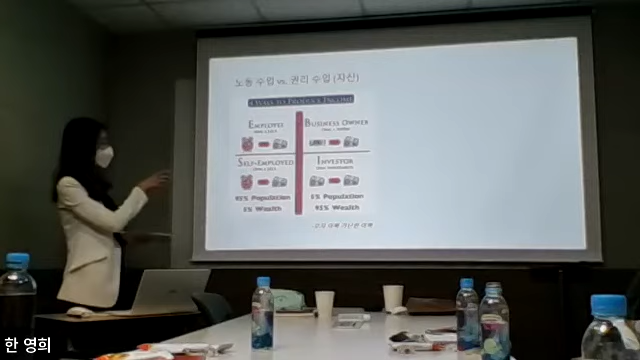 노동 수입 vs. 권리 수입 (자산)
4 WAYS TO PRODUCE INCOME
EMPLOYEE
BUSINESS OWNER
SELF-EMPLOYED
INVESTOR
95% Population
5% Population
5% Wealth
95% Wealth
한 영희